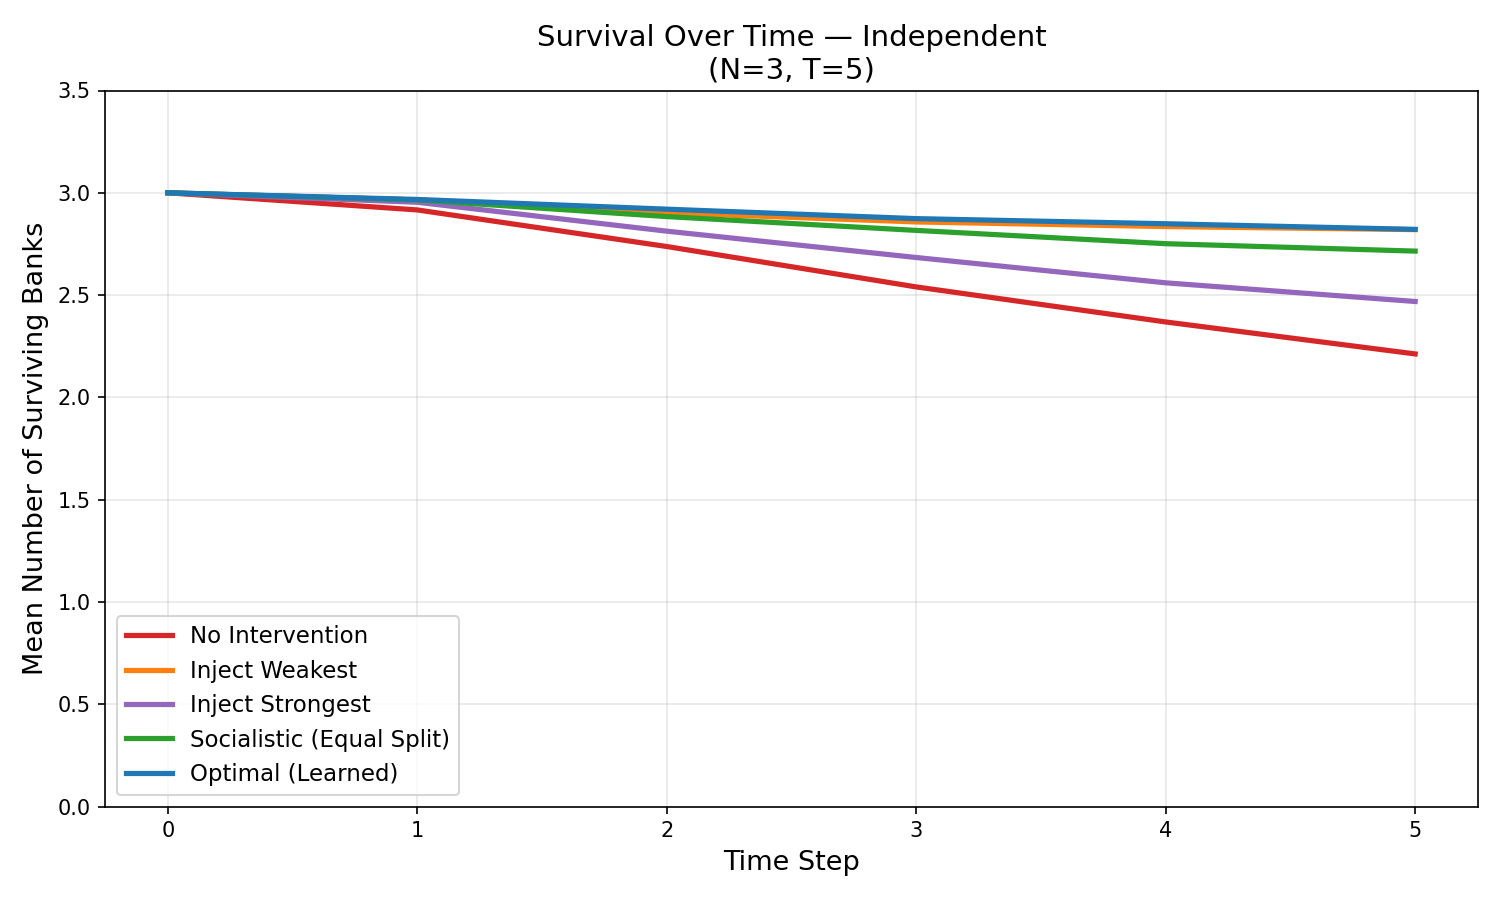 Survival Over Time — Independent
(N=3, T=5)
Mean Number of Surviving Banks
3.5
3.0
2.5
2.0
1.5
1.0
0.5
0.0
No Intervention
Inject Weakest
Inject Strongest
Socialistic (Equal Split)
Optimal (Learned)
0 1 2 3 4 5
Time Step